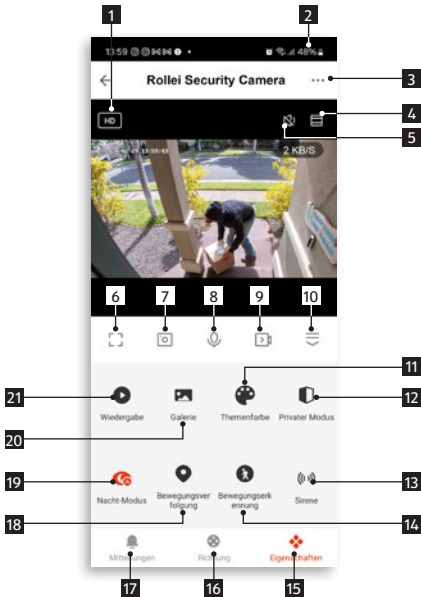 1
2
13:59
48%
Rollei Security Camera
3
HD
4
5
2 KB/S
6
7
8
9
10
11
21
12
Wiedergabe
Galerie
Themenfarbe
Privater Modus
20
19
13
Nacht-Modus
Bewegungsver
folgung
Bewegungserk
ennung
Sirene
18
14
Mitteilungen
Richtung
Eigenschaften
17
16
15